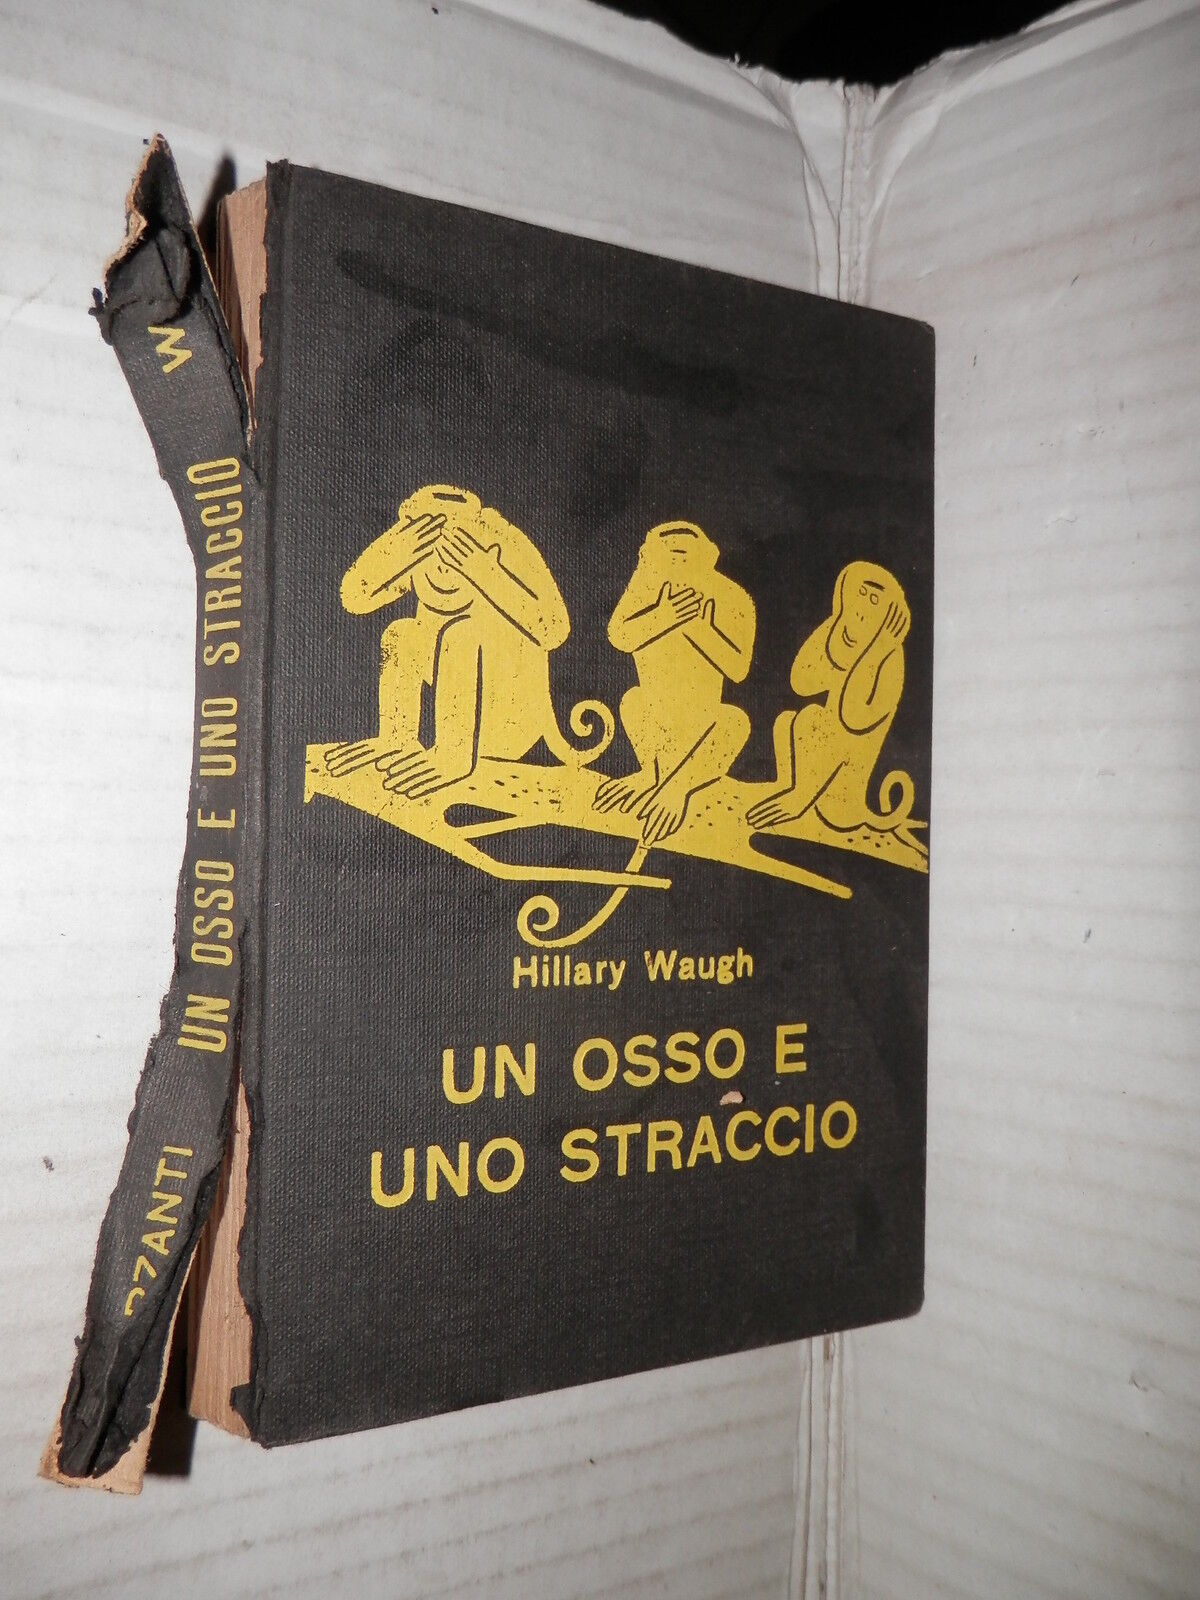 Hillary Waugh
UN OSSO E
UNO STRACCIO
UN OSSO E UNO STRACCIO